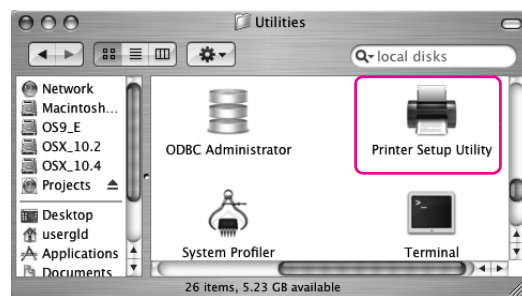 Utilities
local disks
Network
Macintosh...
OS9_E
OSX_10.2
OSX_10.4
Projects
Desktop
usergld
Applications
Documents
ODBC Administrator
Printer Setup Utility
System Profiler
Terminal
26 items, 5.23 GB available